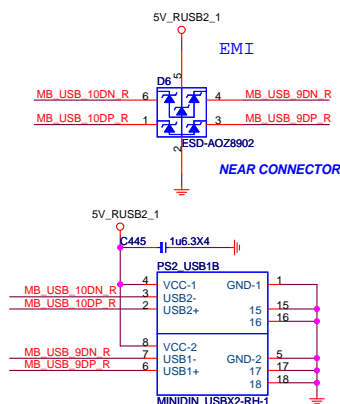 5V_RUSB2_1
EMI
D6
5
MB_USB_10DN_R 6 4 MB_USB_9DN_R
MB_USB_10DP_R 1 3 MB_USB_9DP_R
ESD-AOZ8902
2
NEAR CONNECTOR
5V_RUSB2_1
C445 1u6.3X4
PS2_USB1B
4 VCC-1 GND-1 1
MB_USB_10DN_R 3 USB2-
MB_USB_10DP_R 2 USB2+ 15 15
16 16
8 VCC-2
MB_USB_9DN_R 7 USB1- GND-2 5
MB_USB_9DP_R 6 USB1+ 17 17
18 18
MINIDIN_USBX2-RH-1